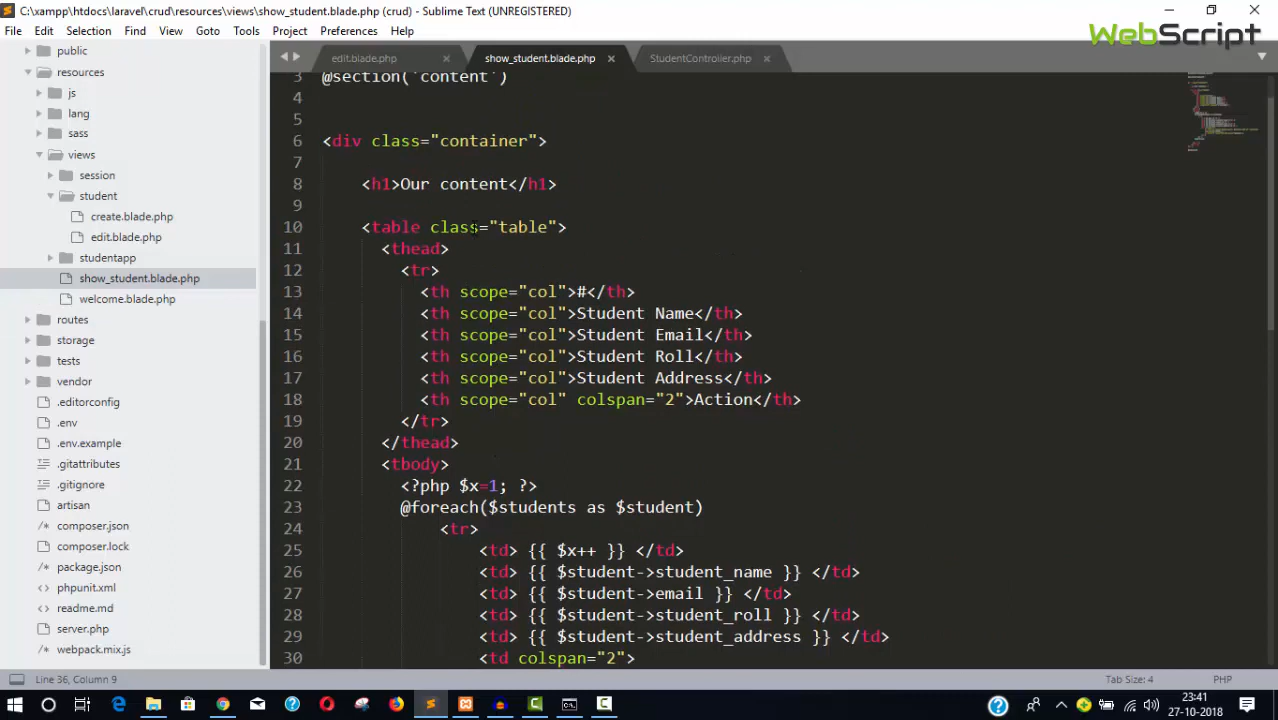 C:\xampp\htdocs\laravel\crud\resources\views\show_student.blade.php (crud) - Sublime Text (UNREGISTERED)
File Edit Selection Find View Goto Tools Project Preferences Help
WebScript
public
resources
js
lang
sass
views
session
student
create.blade.php
edit.blade.php
studentapp
show_student.blade.php
welcome.blade.php
routes
storage
tests
vendor
.editorconfig
.env
.env.example
.gitattributes
.gitignore
artisan
composer.json
composer.lock
package.json
phpunit.xml
readme.md
server.php
webpack.mix.js
edit.blade.php × show_student.blade.php × StudentController.php ×
3 @section('content')
4
5
6 <div class="container">
7
8 <h1>Our content</h1>
9
10 <table class="table">
11 <thead>
12 <tr>
13 <th scope="col">#</th>
14 <th scope="col">Student Name</th>
15 <th scope="col">Student Email</th>
16 <th scope="col">Student Roll</th>
17 <th scope="col">Student Address</th>
18 <th scope="col" colspan="2">Action</th>
19 </tr>
20 </thead>
21 <tbody>
22 <?php $x=1; ?>
23 @foreach($students as $student)
24 <tr>
25 <td> {{ $x++ }} </td>
26 <td> {{ $student->student_name }} </td>
27 <td> {{ $student->email }} </td>
28 <td> {{ $student->student_roll }} </td>
29 <td> {{ $student->student_address }} </td>
30 <td colspan="2">
Line 36, Column 9 Tab Size: 4 PHP
23:41
27-10-2018